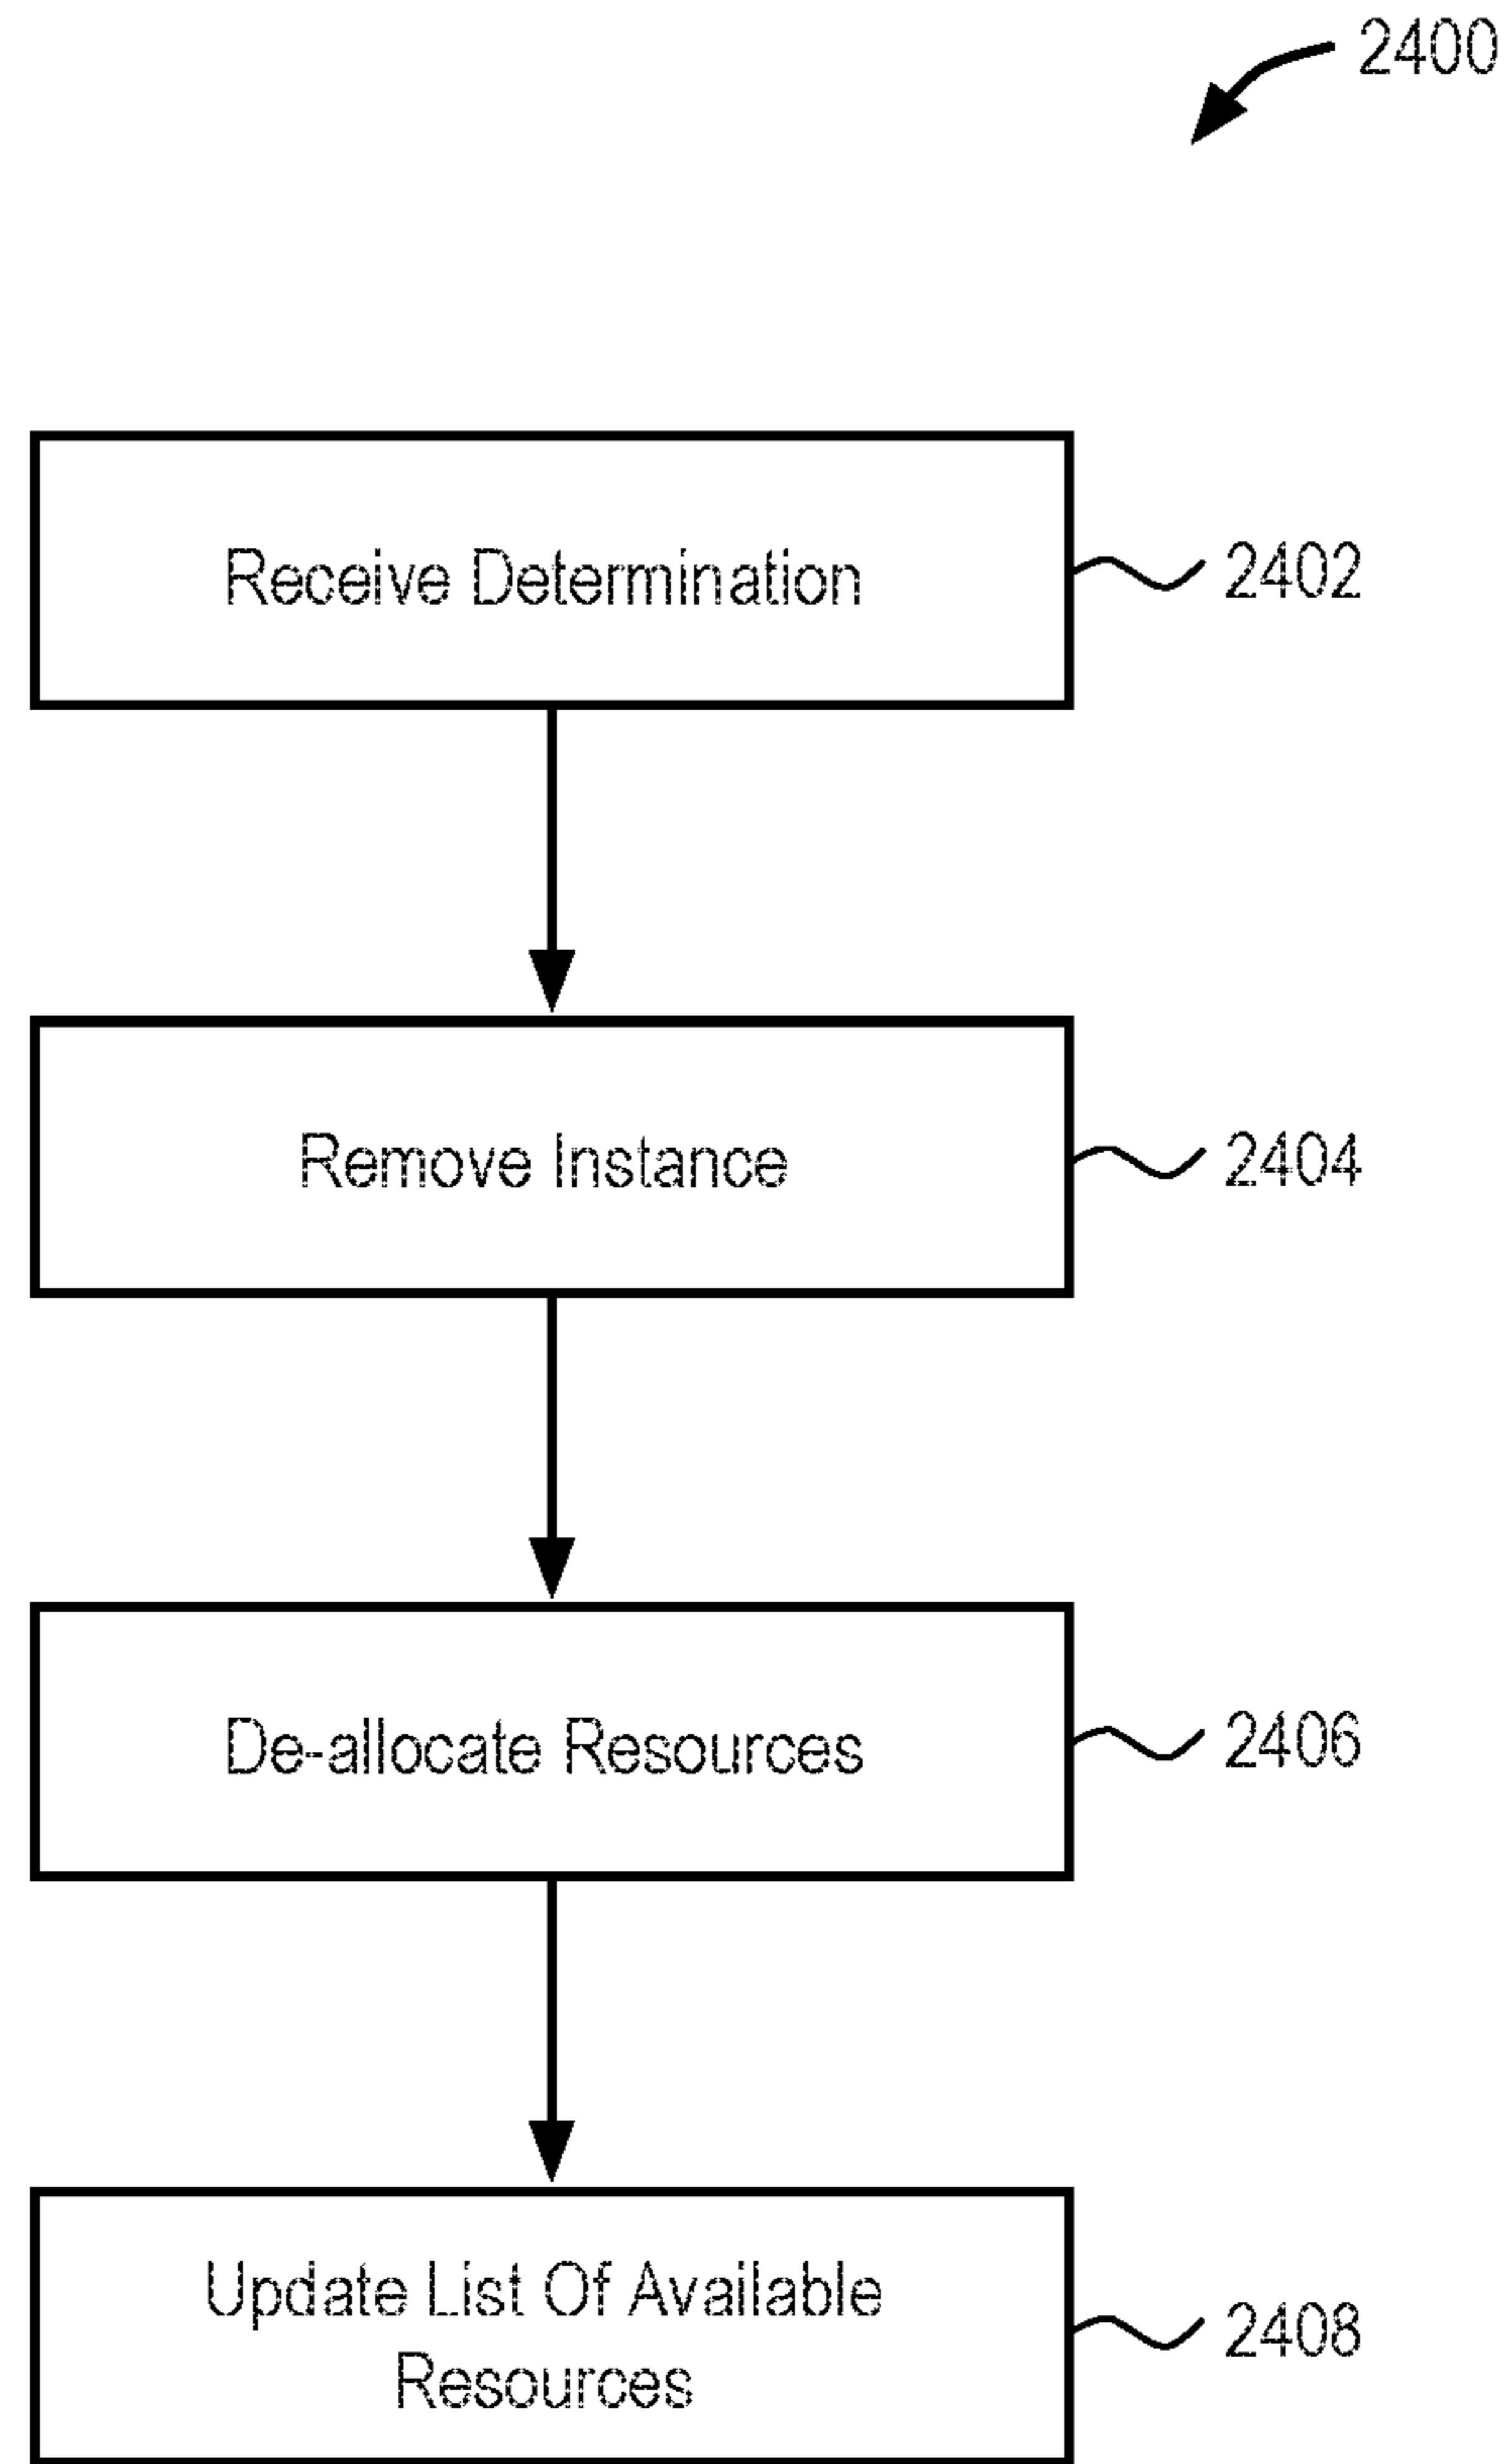 2400
Receive Determination
2402
Remove Instance
2404
De-allocate Resources
2406
Update List Of Available
Resources
2408